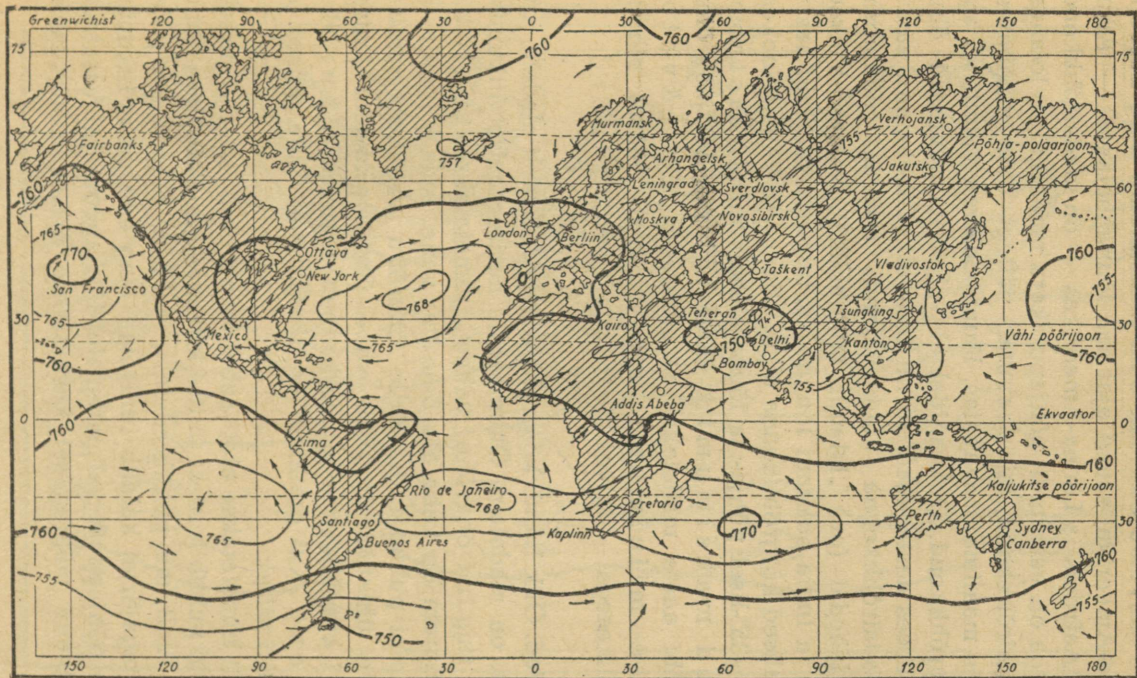 Greenwichist 120 90 60 30 0 30 60 90 120 150 180
75 760 760 75
Murmansk Verhojansk
Fairbanks 757 Arhangelsk 755 Põhja-polaarjoon
Jakutsk
760 Leningrad Sverdlovsk 60
765 Moskva Novosibirsk
London Berliin
770 Ottava Taškent Vladivostok 760
New York
San Francisco 768 Teheran 747 Tšungking 755
30 765 Kairo 750 Delhi 30
Mexico 765 Kanton Vähi pöörijoon
760 Bombay 755 760
Addis Abeba
0 760 Ekvaator 0
Lima 760
Rio de Janeiro Kaljukitse pöörijoon
768 Pretoria
Santiago Perth
765 Kaplinn 770 Sydney 30
760 Buenos Aires Canberra
755 760
755
750
150 120 90 60 30 0 30 60 90 120 150 180